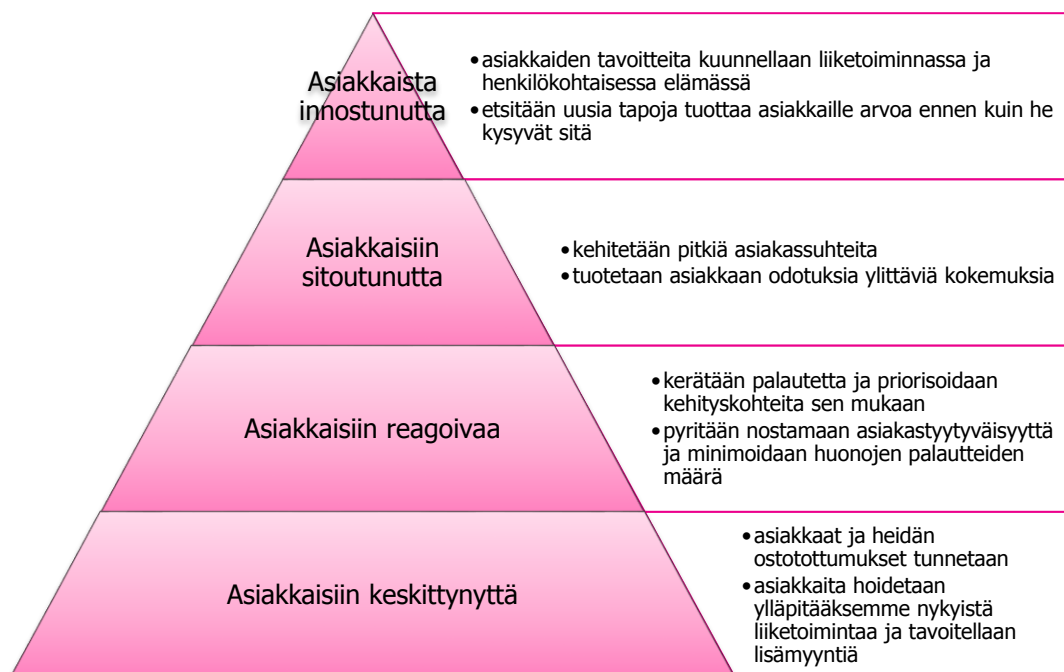 Asiakkaista
innostunutta
•asiakkaiden tavoitteita kuunnellaan liiketoiminnassa ja
henkilökohtaisessa elämässä
•etsitään uusia tapoja tuottaa asiakkaille arvoa ennen kuin he
kysyvät sitä
Asiakkaisiin
sitoutunutta
•kehitetään pitkiä asiakassuhteita
•tuotetaan asiakkaan odotuksia ylittäviä kokemuksia
Asiakkaisiin reagoivaa
•kerätään palautetta ja priorisoidaan
kehityskohteita sen mukaan
•pyritään nostamaan asiakastyytyväisyyttä
ja minimoidaan huonojen palautteiden
määrä
Asiakkaisiin keskittynyttä
•asiakkaat ja heidän
ostotottumukset tunnetaan
•asiakkaita hoidetaan
ylläpitääksemme nykyistä
liiketoimintaa ja tavoitellaan
lisämyyntiä